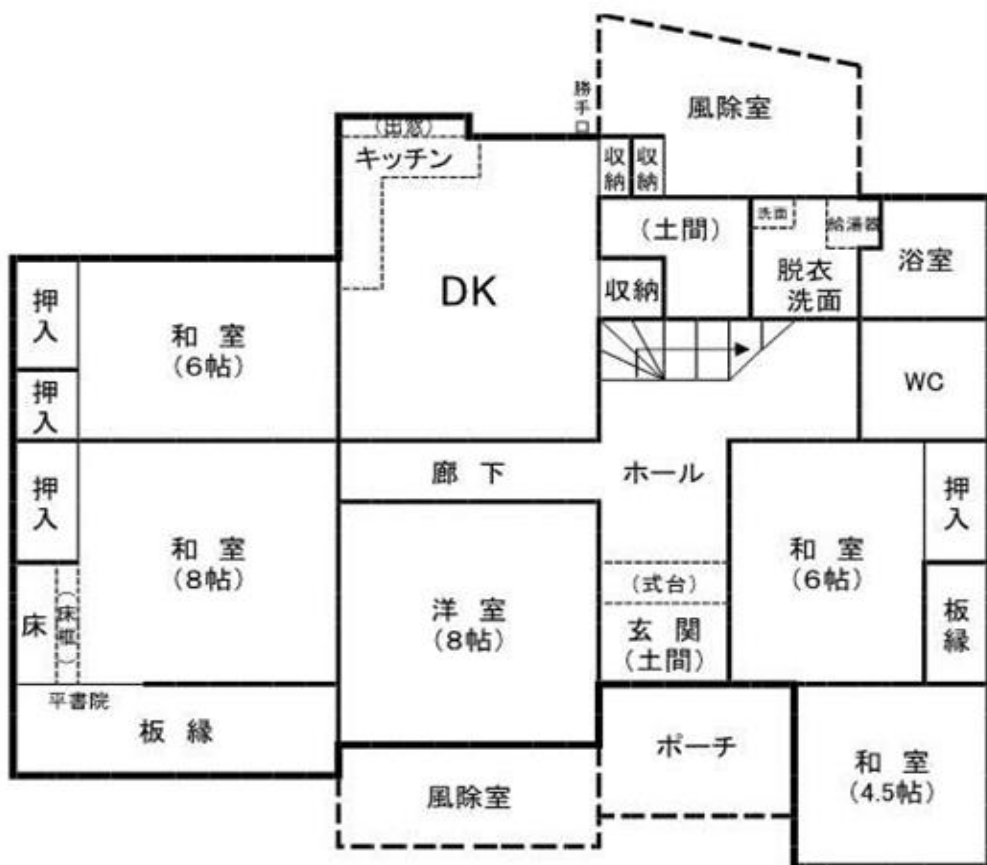 勝手口
風除室
(出窓)
キッチン
収納
収納
(土間)
洗面
給湯器
浴室
脱衣
洗面
収納
DK
押入
和 室
(6帖)
押入
WC
廊 下
ホール
押入
和 室
(8帖)
和 室
(6帖)
押入
洋 室
(8帖)
(式台)
床
(床框)
玄 関
(土間)
板縁
平書院
板 縁
ポーチ
和 室
(4.5帖)
風除室